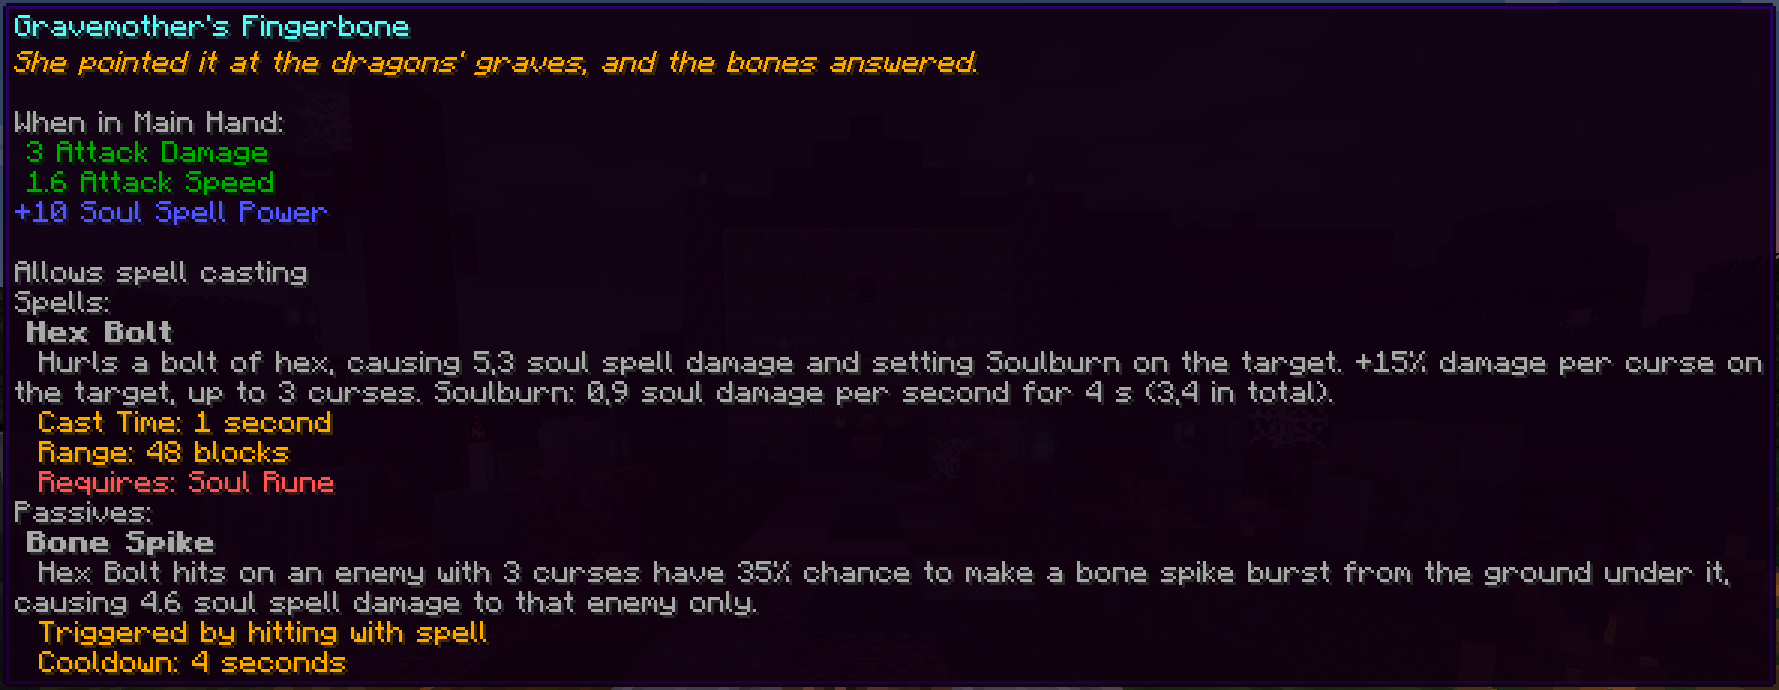 Gravemother's Fingerbone
She pointed it at the dragons' graves, and the bones answered.
When in Main Hand:
3 Attack Damage
1.6 Attack Speed
+10 Soul Spell Power
Allows spell casting
Spells:
Hex Bolt
Hurls a bolt of hex, causing 5,3 soul spell damage and setting Soulburn on the target. +15% damage per curse on
the target, up to 3 curses. Soulburn: 0,9 soul damage per second for 4 s (3,4 in total).
Cast Time: 1 second
Range: 48 blocks
Requires: Soul Rune
Passives:
Bone Spike
Hex Bolt hits on an enemy with 3 curses have 35% chance to make a bone spike burst from the ground under it,
causing 4.6 soul spell damage to that enemy only.
Triggered by hitting with spell
Cooldown: 4 seconds